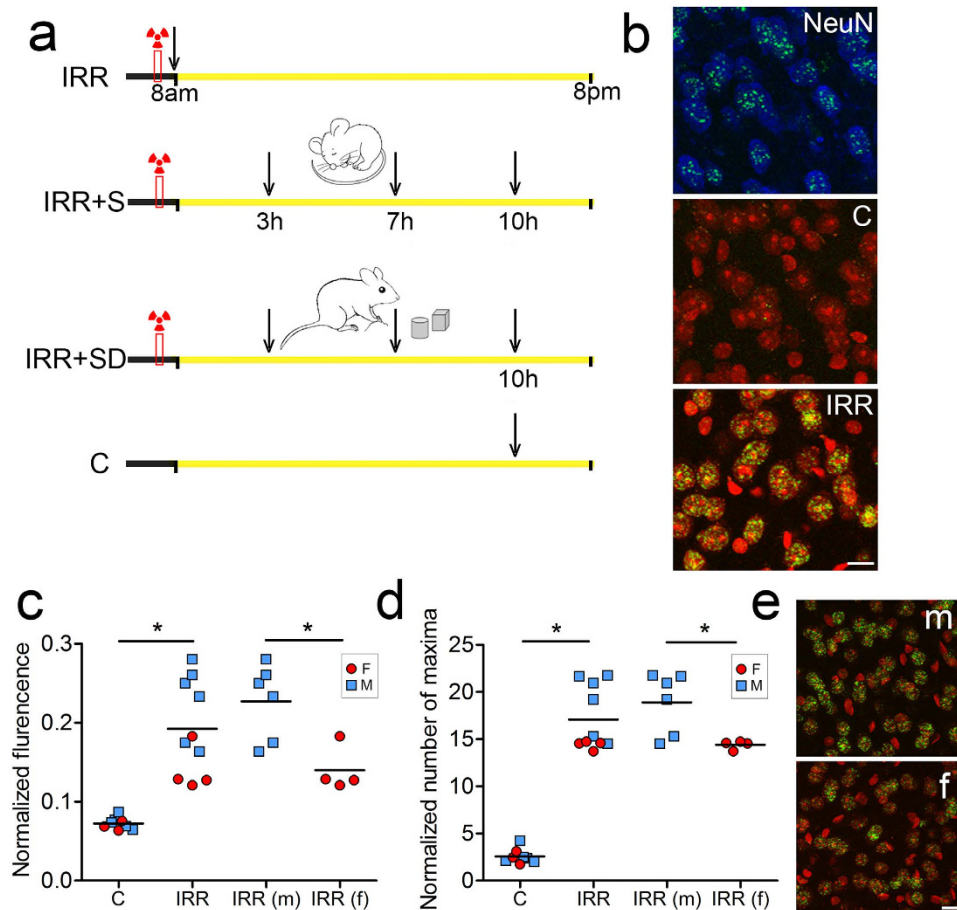 a
IRR
8am
8pm
IRR+S
3h
7h
10h
IRR+SD
10h
C
b
NeuN
C
IRR
c
Normalized flurencence
0.3
0.2
0.1
0.0
*
*
F
M
C
IRR
IRR (m)
IRR (f)
d
Normalized number of maxima
25
20
15
10
5
0
*
*
F
M
C
IRR
IRR (m)
IRR (f)
e
m
f